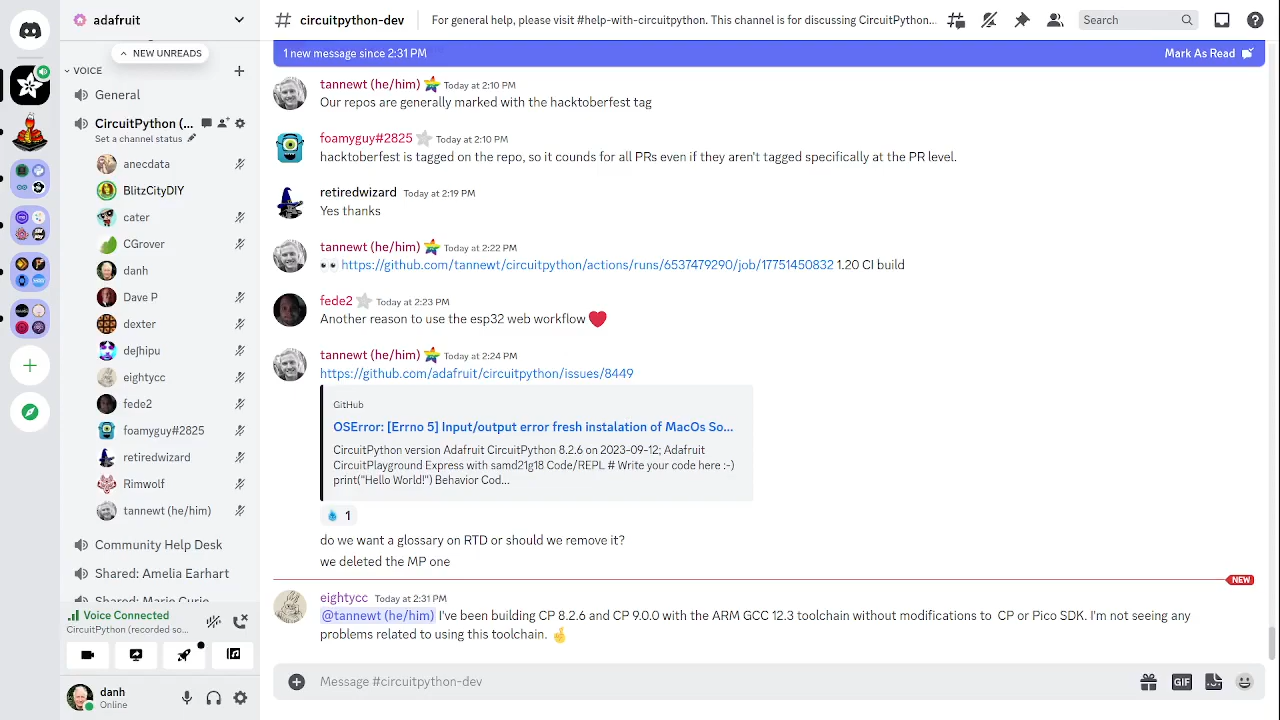 adafruit
# circuitpython-dev
For general help, please visit #help-with-circuitpython. This channel is for discussing CircuitPython...
Search
NEW UNREADS
VOICE
General
CircuitPython (...
Set a channel status
anecdata
BlitzCityDIY
cater
CGrover
danh
Dave P
dexter
deʃhipu
eightycc
fede2
foamyguy#2825
retiredwizard
Rimwolf
tannewt (he/him)
Community Help Desk
Shared: Amelia Earhart
Shared: Marie Curie
Voice Connected
CircuitPython (recorded so...
danh
Online
1 new message since 2:31 PM
Mark As Read
tannewt (he/him) Today at 2:10 PM
Our repos are generally marked with the hacktoberfest tag
foamyguy#2825 Today at 2:10 PM
hacktoberfest is tagged on the repo, so it counds for all PRs even if they aren't tagged specifically at the PR level.
retiredwizard Today at 2:19 PM
Yes thanks
tannewt (he/him) Today at 2:22 PM
👀 https://github.com/tannewt/circuitpython/actions/runs/6537479290/job/17751450832 1.20 CI build
fede2 Today at 2:23 PM
Another reason to use the esp32 web workflow ❤️
tannewt (he/him) Today at 2:24 PM
https://github.com/adafruit/circuitpython/issues/8449
GitHub
OSError: [Errno 5] Input/output error fresh instalation of MacOs So...
CircuitPython version Adafruit CircuitPython 8.2.6 on 2023-09-12; Adafruit
CircuitPlayground Express with samd21g18 Code/REPL # Write your code here :-)
print("Hello World!") Behavior Cod...
1
do we want a glossary on RTD or should we remove it?
we deleted the MP one
NEW
eightycc Today at 2:31 PM
@tannewt (he/him) I've been building CP 8.2.6 and CP 9.0.0 with the ARM GCC 12.3 toolchain without modifications to CP or Pico SDK. I'm not seeing any
problems related to using this toolchain. 🤞
Message #circuitpython-dev
GIF